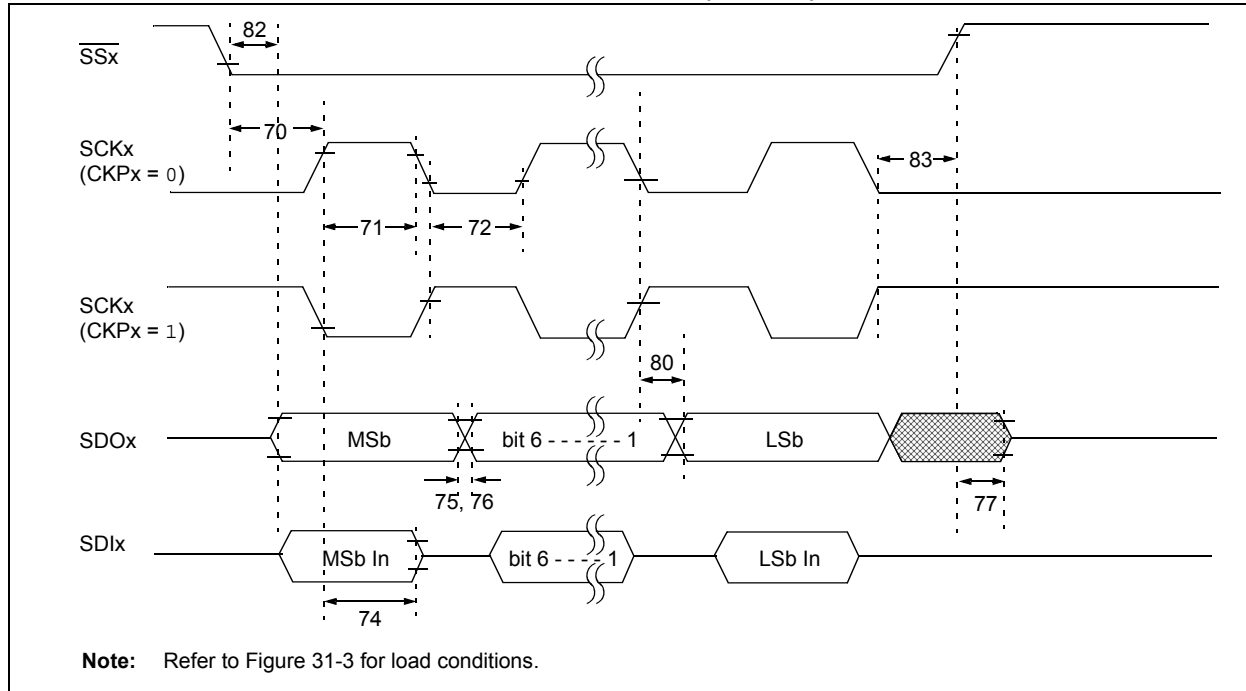 82
SSx
70
SCKx
(CKPx = 0)
83
71
72
SCKx
(CKPx = 1)
80
SDOx
MSb
bit 6 - - - - - - 1
LSb
75, 76
77
SDIx
MSb In
bit 6 - - - - 1
LSb In
74
Note: Refer to Figure 31-3 for load conditions.